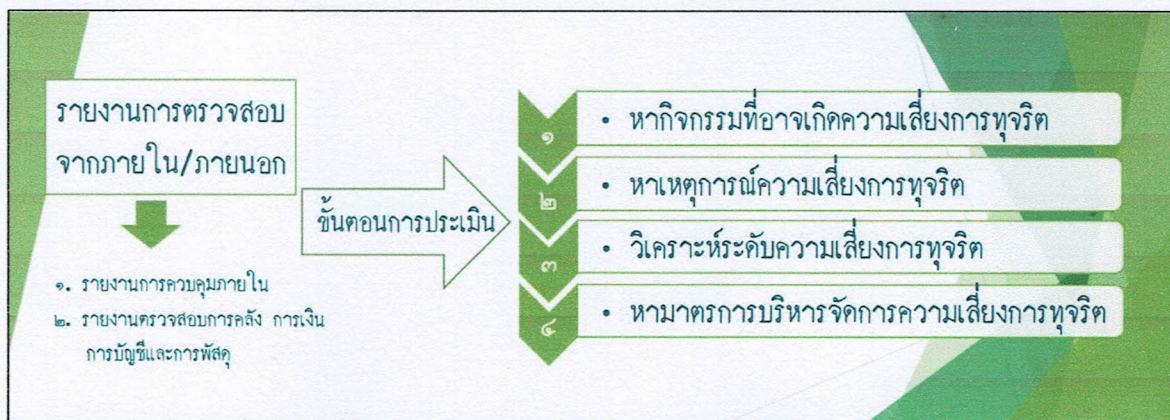 รายงานการตรวจสอบ
จากภายใน/ภายนอก
๑. รายงานการควบคุมภายใน
๒. รายงานตรวจสอบการคลัง การเงิน
การบัญชีและการพัสดุ
ขั้นตอนการประเมิน
๑
• หากิจกรรมที่อาจเกิดความเสี่ยงการทุจริต
๒
• หาเหตุการณ์ความเสี่ยงการทุจริต
๓
• วิเคราะห์ระดับความเสี่ยงการทุจริต
๔
• หามาตรการบริหารจัดการความเสี่ยงการทุจริต